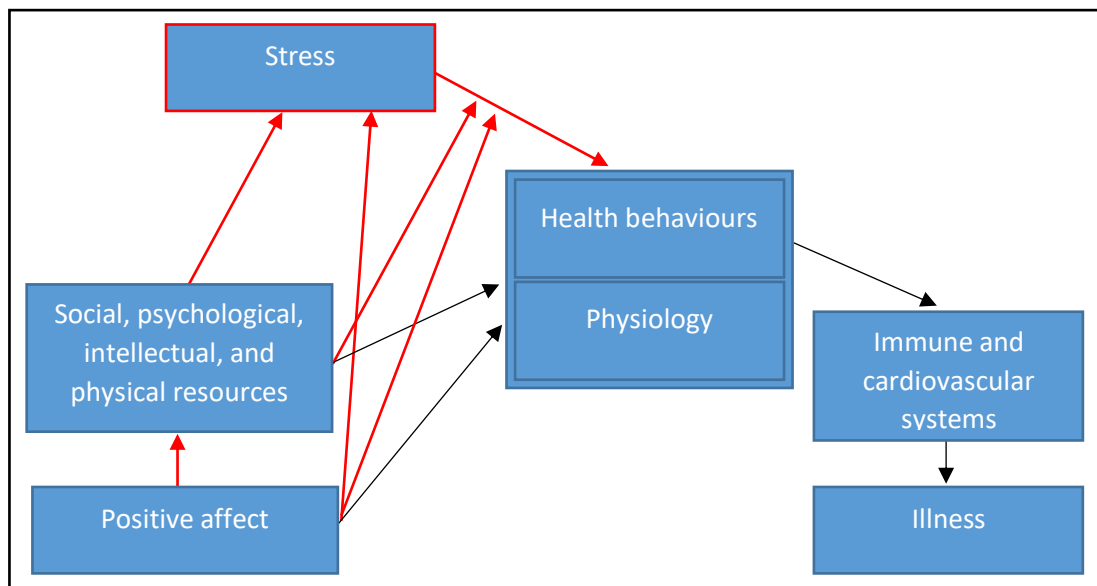 Stress
Health behaviours
Physiology
Social, psychological,
intellectual, and
physical resources
Immune and
cardiovascular
systems
Positive affect
Illness